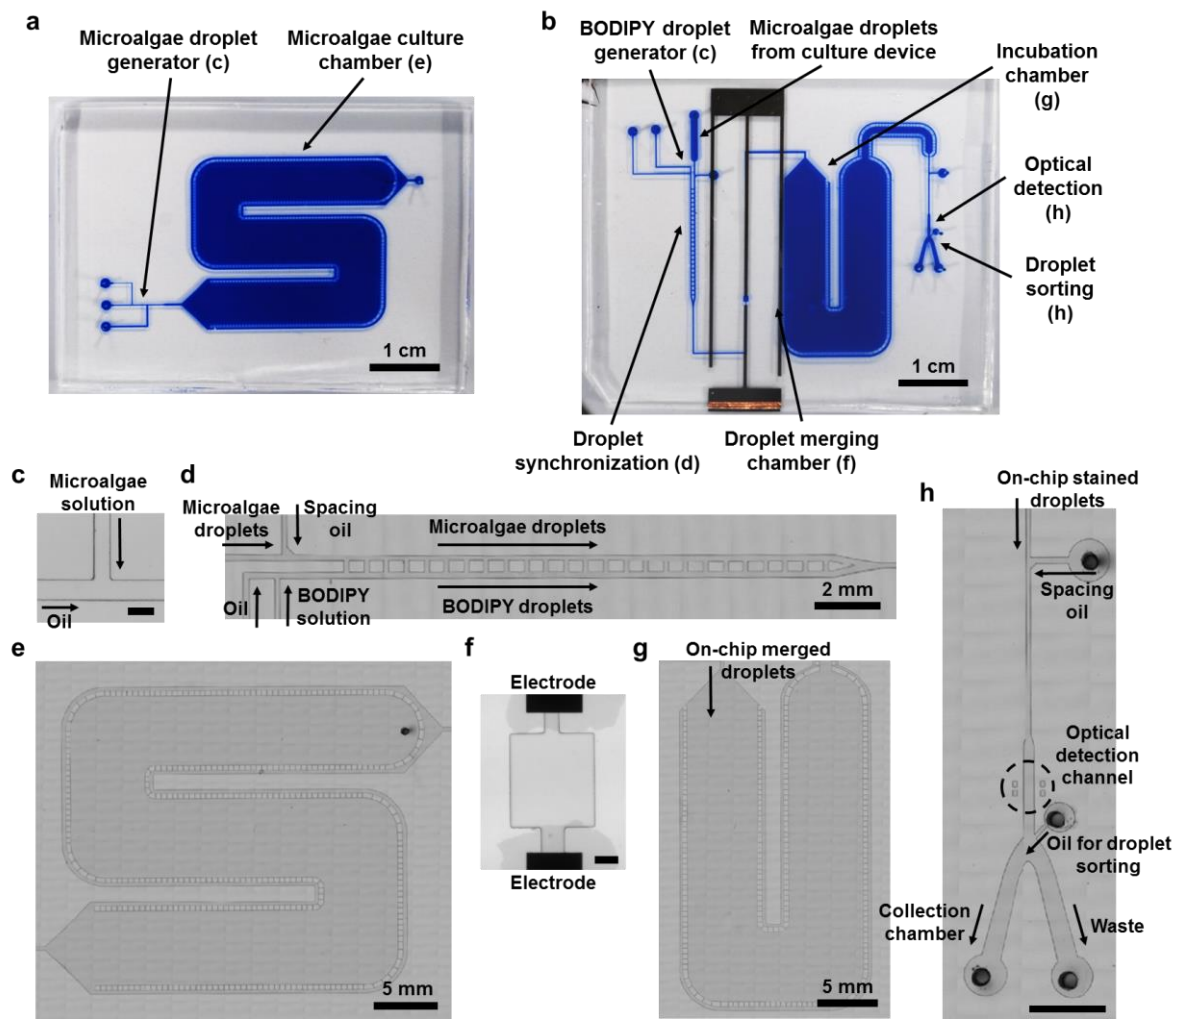 a
Microalgae droplet
generator (c)
Microalgae culture
chamber (e)
1 cm
b
BODIPY droplet
generator (c)
Microalgae droplets
from culture device
Incubation
chamber
(g)
Optical
detection
(h)
Droplet
sorting
(h)
1 cm
Droplet
synchronization (d)
Droplet merging
chamber (f)
c
Microalgae
solution
Oil
d
Microalgae
droplets
Spacing
oil
Microalgae droplets
Oil
BODIPY
solution
BODIPY droplets
2 mm
e
5 mm
f
Electrode
Electrode
g
On-chip merged
droplets
5 mm
h
On-chip stained
droplets
Spacing
oil
Optical
detection
channel
Oil for droplet
sorting
Collection
chamber
Waste